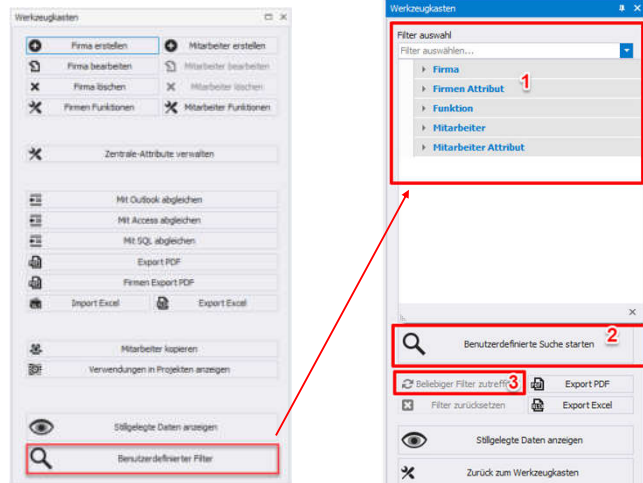 Werkzeugkasten
Firma erstellen
Mitarbeiter erstellen
Firma bearbeiten
Mitarbeiter bearbeiten
Firma löschen
Mitarbeiter löschen
Firmen Funktionen
Mitarbeiter Funktionen
Zentrale-Attribute verwalten
Mit Outlook abgleichen
Mit Access abgleichen
Mit SQL abgleichen
Export PDF
Firmen Export PDF
Import Excel
Export Excel
Mitarbeiter kopieren
Verwendungen in Projekten anzeigen
Stillgelegte Daten anzeigen
Benutzerdefinierter Filter
Werkzeugkasten
Filter auswahl
Filter auswählen...
Firma
Firmen Attribut
1
Funktion
Mitarbeiter
Mitarbeiter Attribut
Benutzerdefinierte Suche starten
2
Beliebiger Filter zutreffe
3
Export PDF
Filter zurücksetzen
Export Excel
Stillgelegte Daten anzeigen
Zurück zum Werkzeugkasten